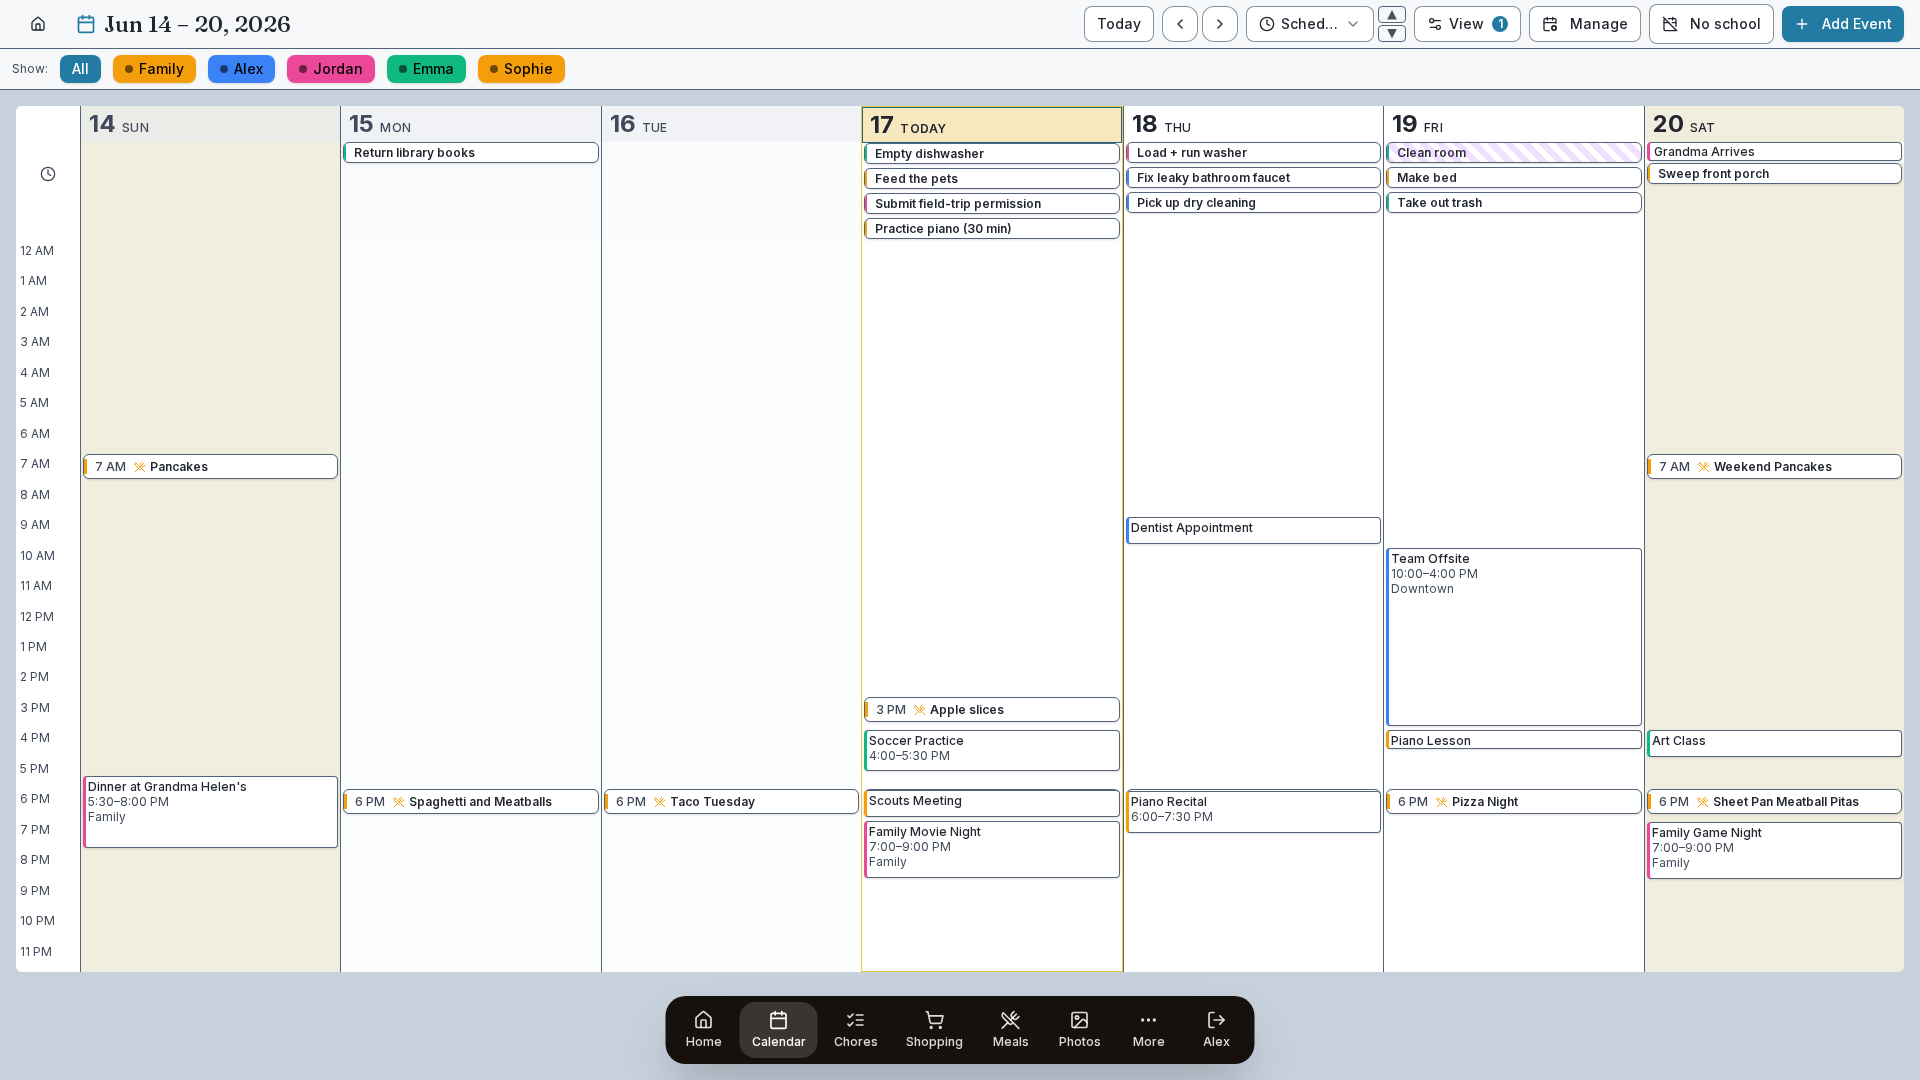 Jun 14 – 20, 2026
Today
Sched...
View 1
Manage
No school
Add Event
Show:
All
Family
Alex
Jordan
Emma
Sophie
14 SUN
15 MON
16 TUE
17 TODAY
18 THU
19 FRI
20 SAT
Return library books
Empty dishwasher
Feed the pets
Submit field-trip permission
Practice piano (30 min)
Load + run washer
Fix leaky bathroom faucet
Pick up dry cleaning
Clean room
Make bed
Take out trash
Grandma Arrives
Sweep front porch
12 AM
1 AM
2 AM
3 AM
4 AM
5 AM
6 AM
7 AM
8 AM
9 AM
10 AM
11 AM
12 PM
1 PM
2 PM
3 PM
4 PM
5 PM
6 PM
7 PM
8 PM
9 PM
10 PM
11 PM
7 AM Pancakes
Dinner at Grandma Helen's
5:30–8:00 PM
Family
6 PM Spaghetti and Meatballs
6 PM Taco Tuesday
3 PM Apple slices
Soccer Practice
4:00–5:30 PM
Scouts Meeting
Family Movie Night
7:00–9:00 PM
Family
Dentist Appointment
Piano Recital
6:00–7:30 PM
Team Offsite
10:00–4:00 PM
Downtown
Piano Lesson
6 PM Pizza Night
7 AM Weekend Pancakes
Art Class
6 PM Sheet Pan Meatball Pitas
Family Game Night
7:00–9:00 PM
Family
Home
Calendar
Chores
Shopping
Meals
Photos
More
Alex